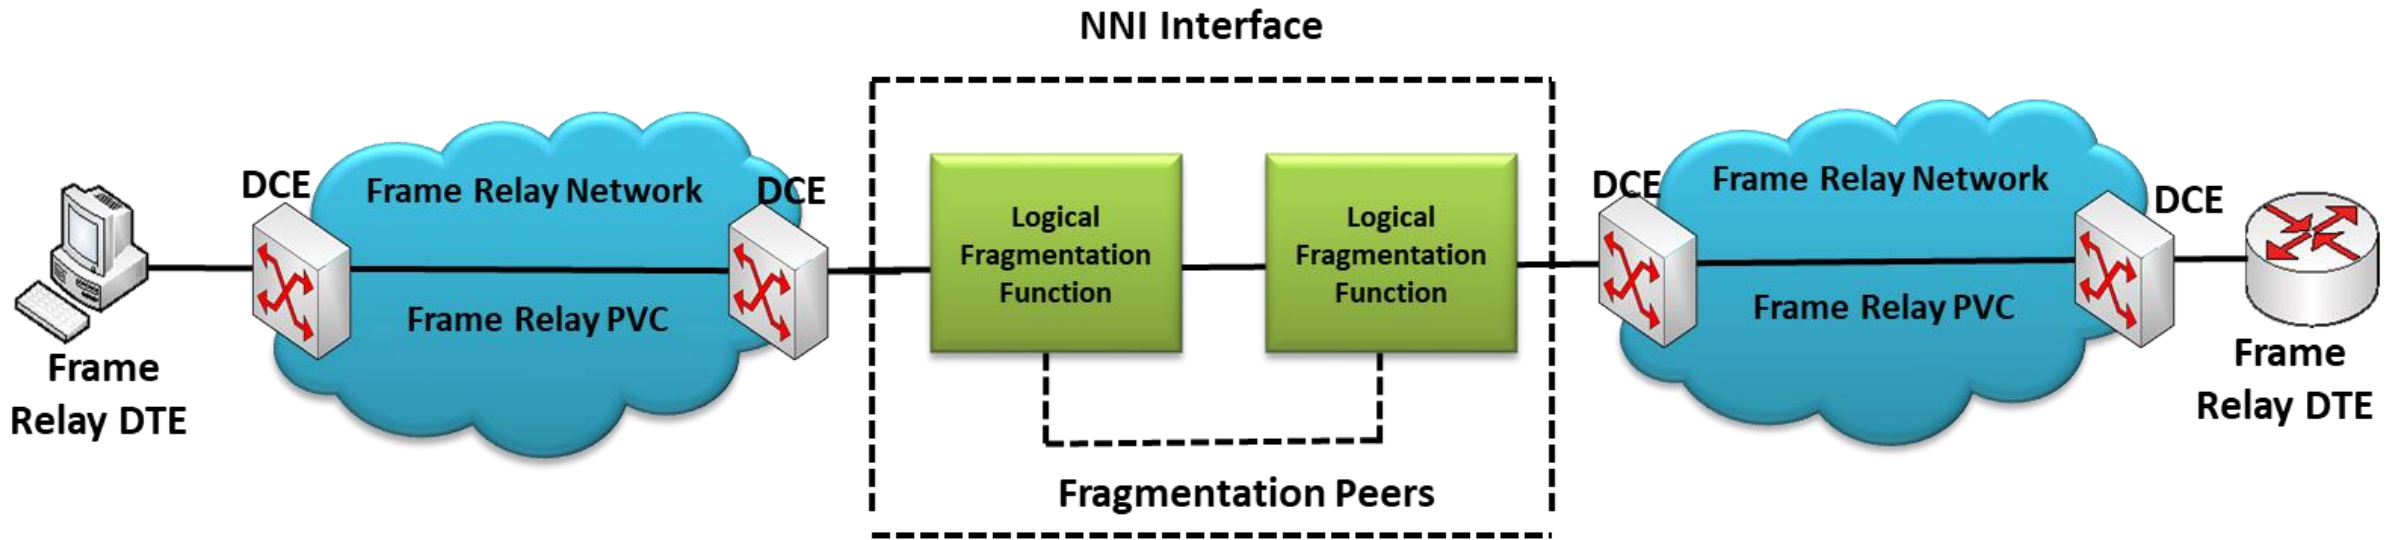 NNI Interface
DCE
Frame Relay Network
DCE
Logical
Fragmentation
Function
Logical
Fragmentation
Function
DCE
Frame Relay Network
DCE
Frame Relay PVC
Frame Relay PVC
Frame
Relay DTE
Frame
Relay DTE
Fragmentation Peers